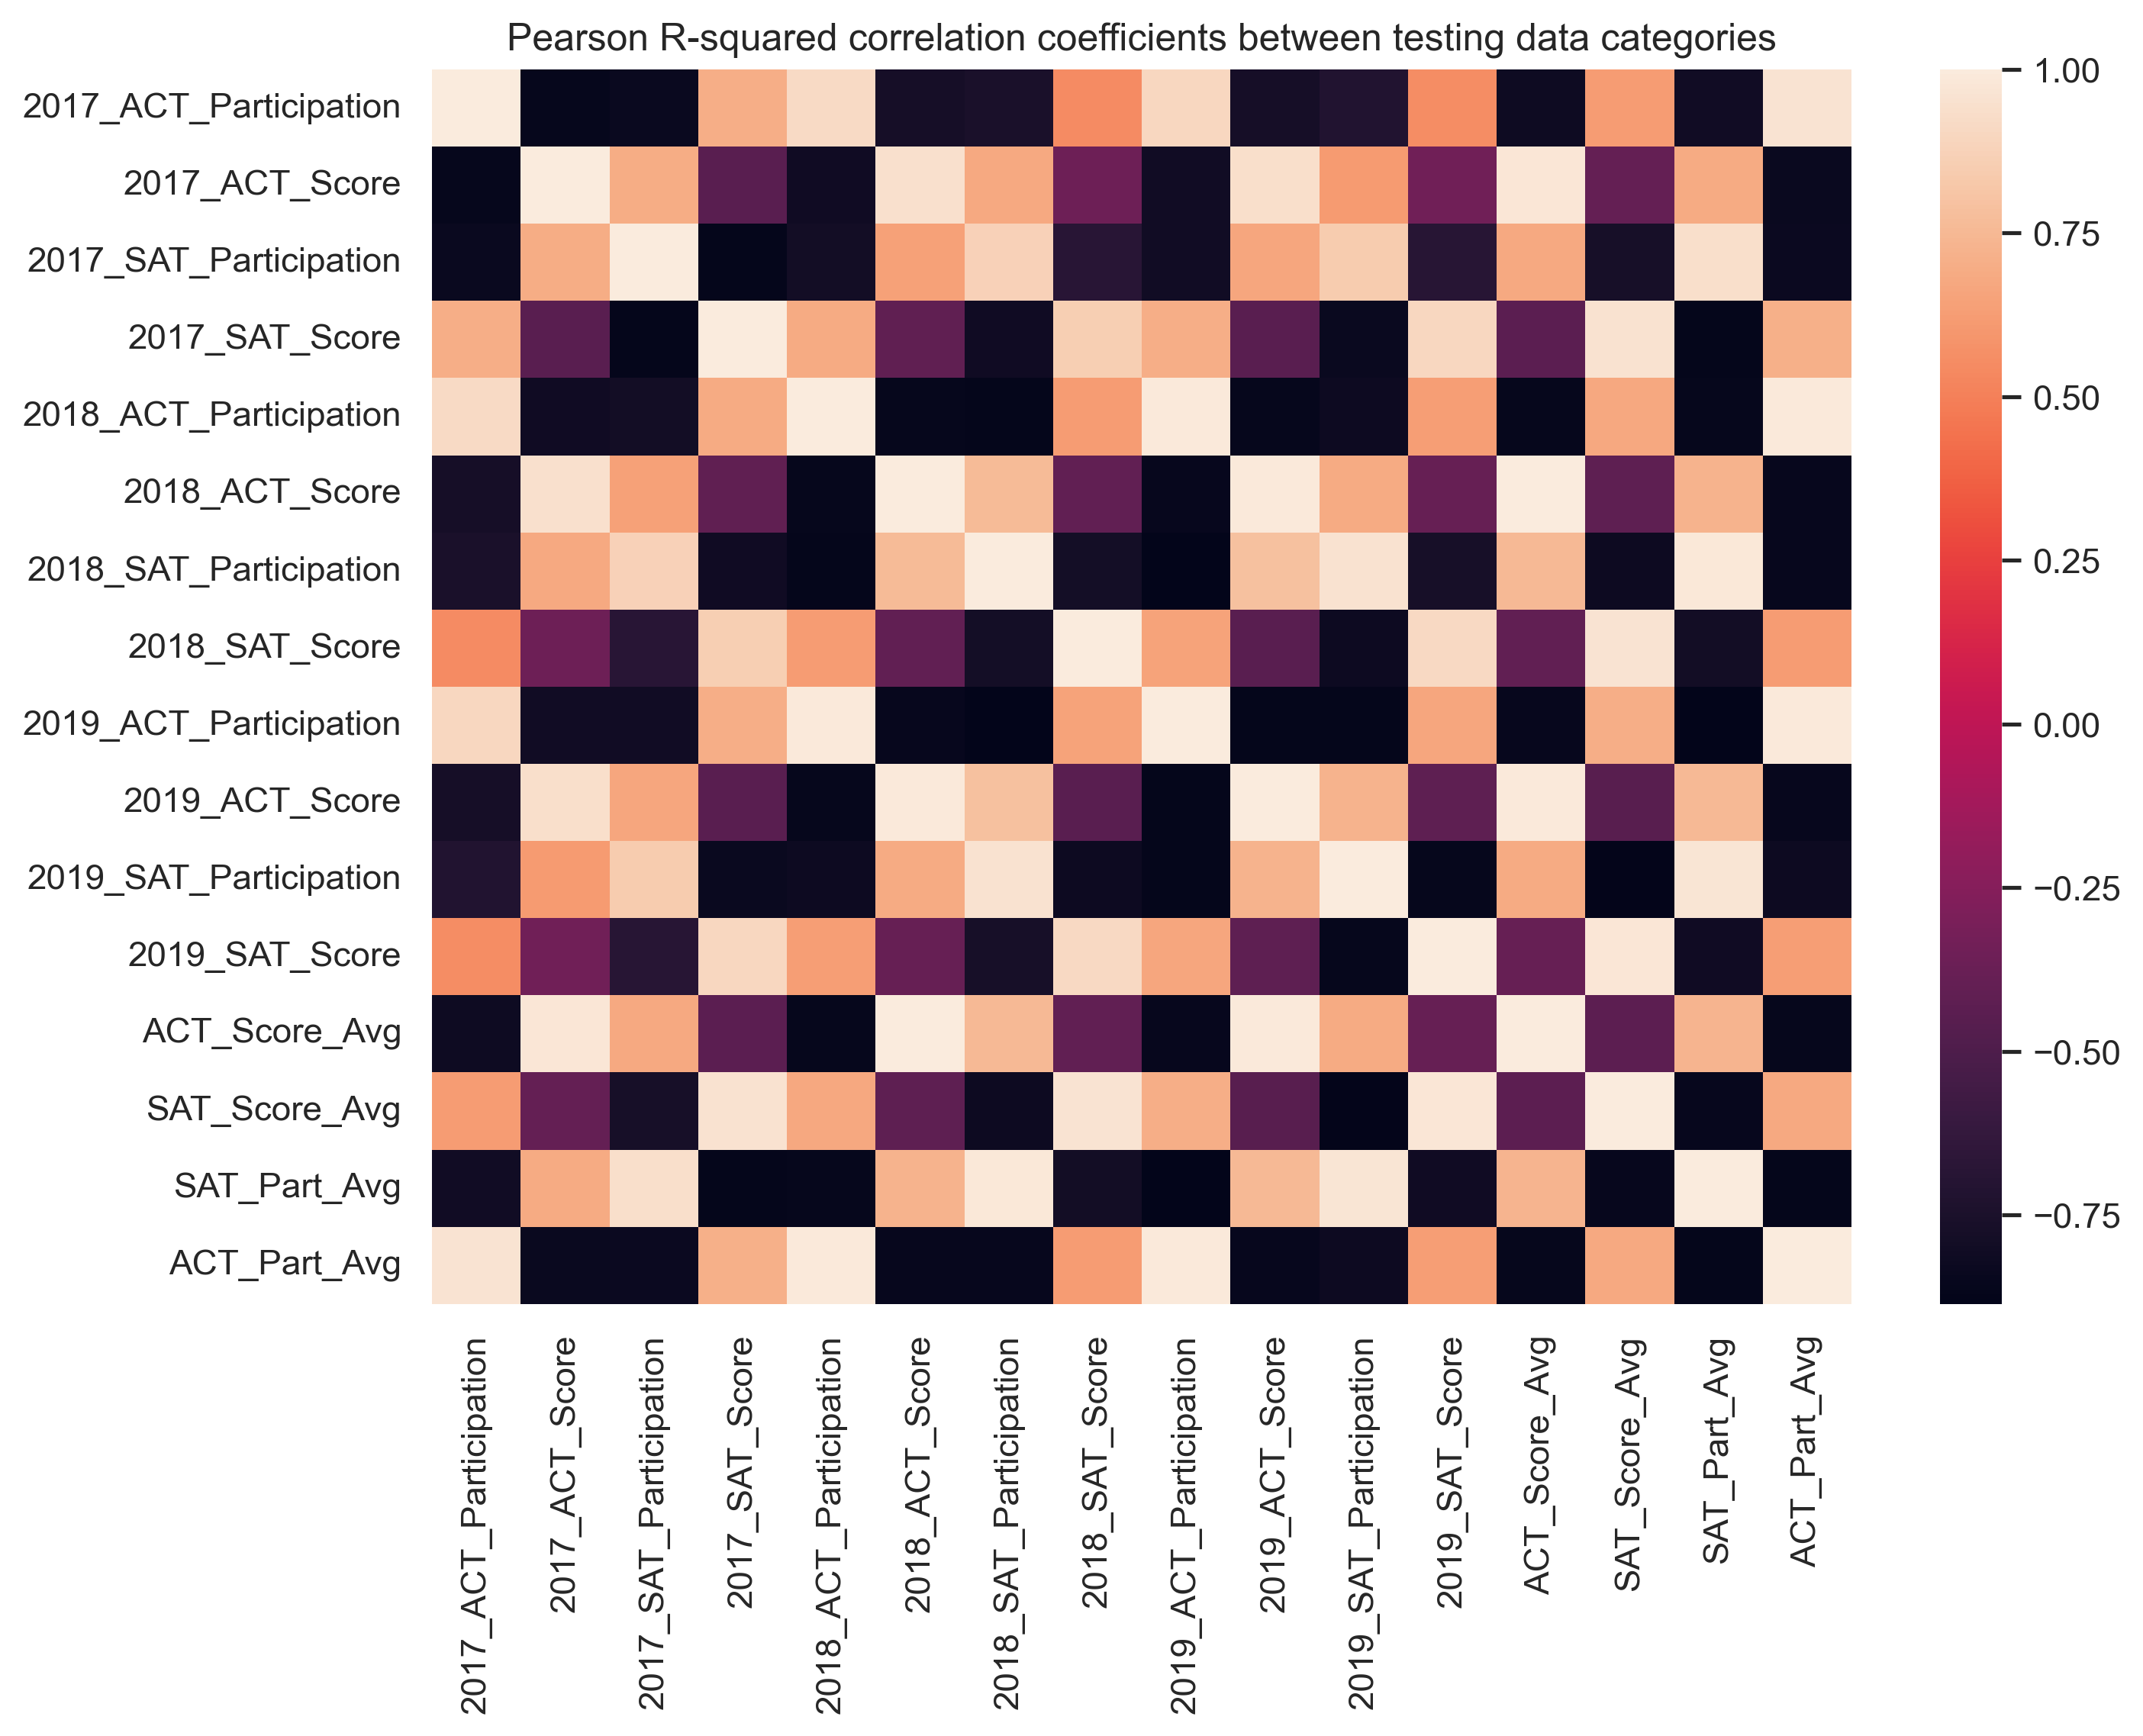 Pearson R-squared correlation coefficients between testing data categories
2017_ACT_Participation
2017_ACT_Score
2017_SAT_Participation
2017_SAT_Score
2018_ACT_Participation
2018_ACT_Score
2018_SAT_Participation
2018_SAT_Score
2019_ACT_Participation
2019_ACT_Score
2019_SAT_Participation
2019_SAT_Score
ACT_Score_Avg
SAT_Score_Avg
SAT_Part_Avg
ACT_Part_Avg
2017_ACT_Participation
2017_ACT_Score
2017_SAT_Participation
2017_SAT_Score
2018_ACT_Participation
2018_ACT_Score
2018_SAT_Participation
2018_SAT_Score
2019_ACT_Participation
2019_ACT_Score
2019_SAT_Participation
2019_SAT_Score
ACT_Score_Avg
SAT_Score_Avg
SAT_Part_Avg
ACT_Part_Avg
1.00
0.75
0.50
0.25
0.00
−0.25
−0.50
−0.75